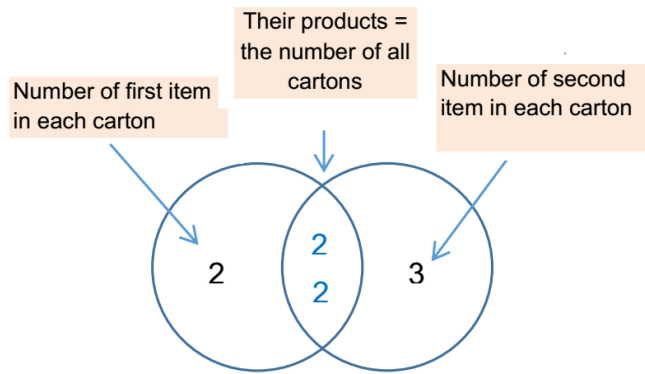 Their products =
the number of all
cartons
Number of first item
in each carton
Number of second
item in each carton
2
2
2
3